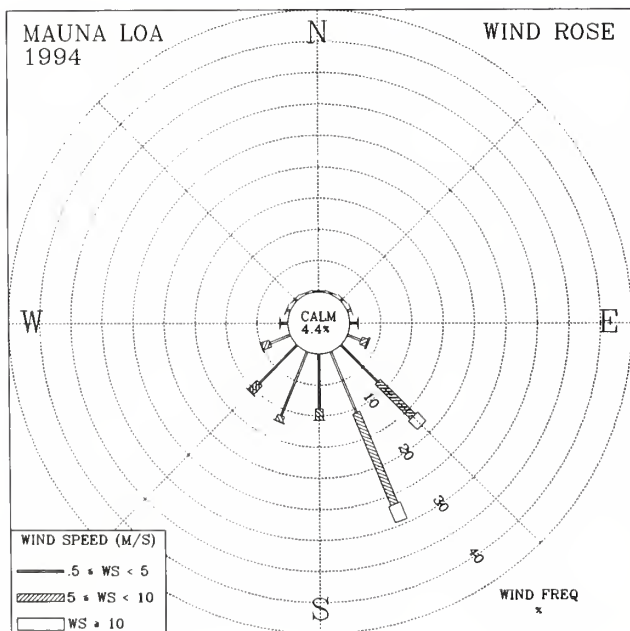 MAUNA LOA
1994
WIND ROSE
N
W
E
S
CALM
4.4%
10
20
30
40
WIND SPEED (M/S)
.5 ≤ WS < 5
5 ≤ WS < 10
WS ≥ 10
WIND FREQ
%